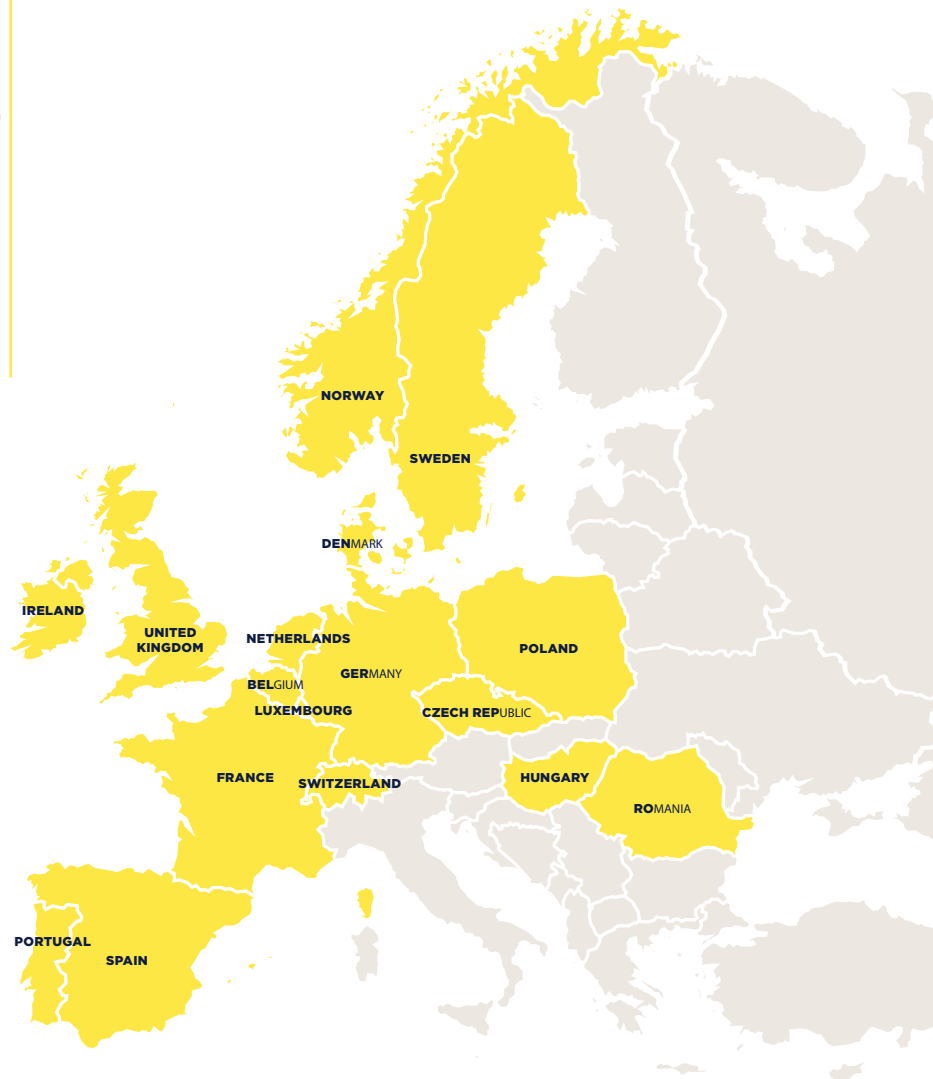 NORWAY
SWEDEN
DENMARK
IRELAND
UNITED
KINGDOM
NETHERLANDS
POLAND
GERMANY
BELGIUM
LUXEMBOURG
CZECH REPUBLIC
FRANCE
SWITZERLAND
HUNGARY
ROMANIA
PORTUGAL
SPAIN